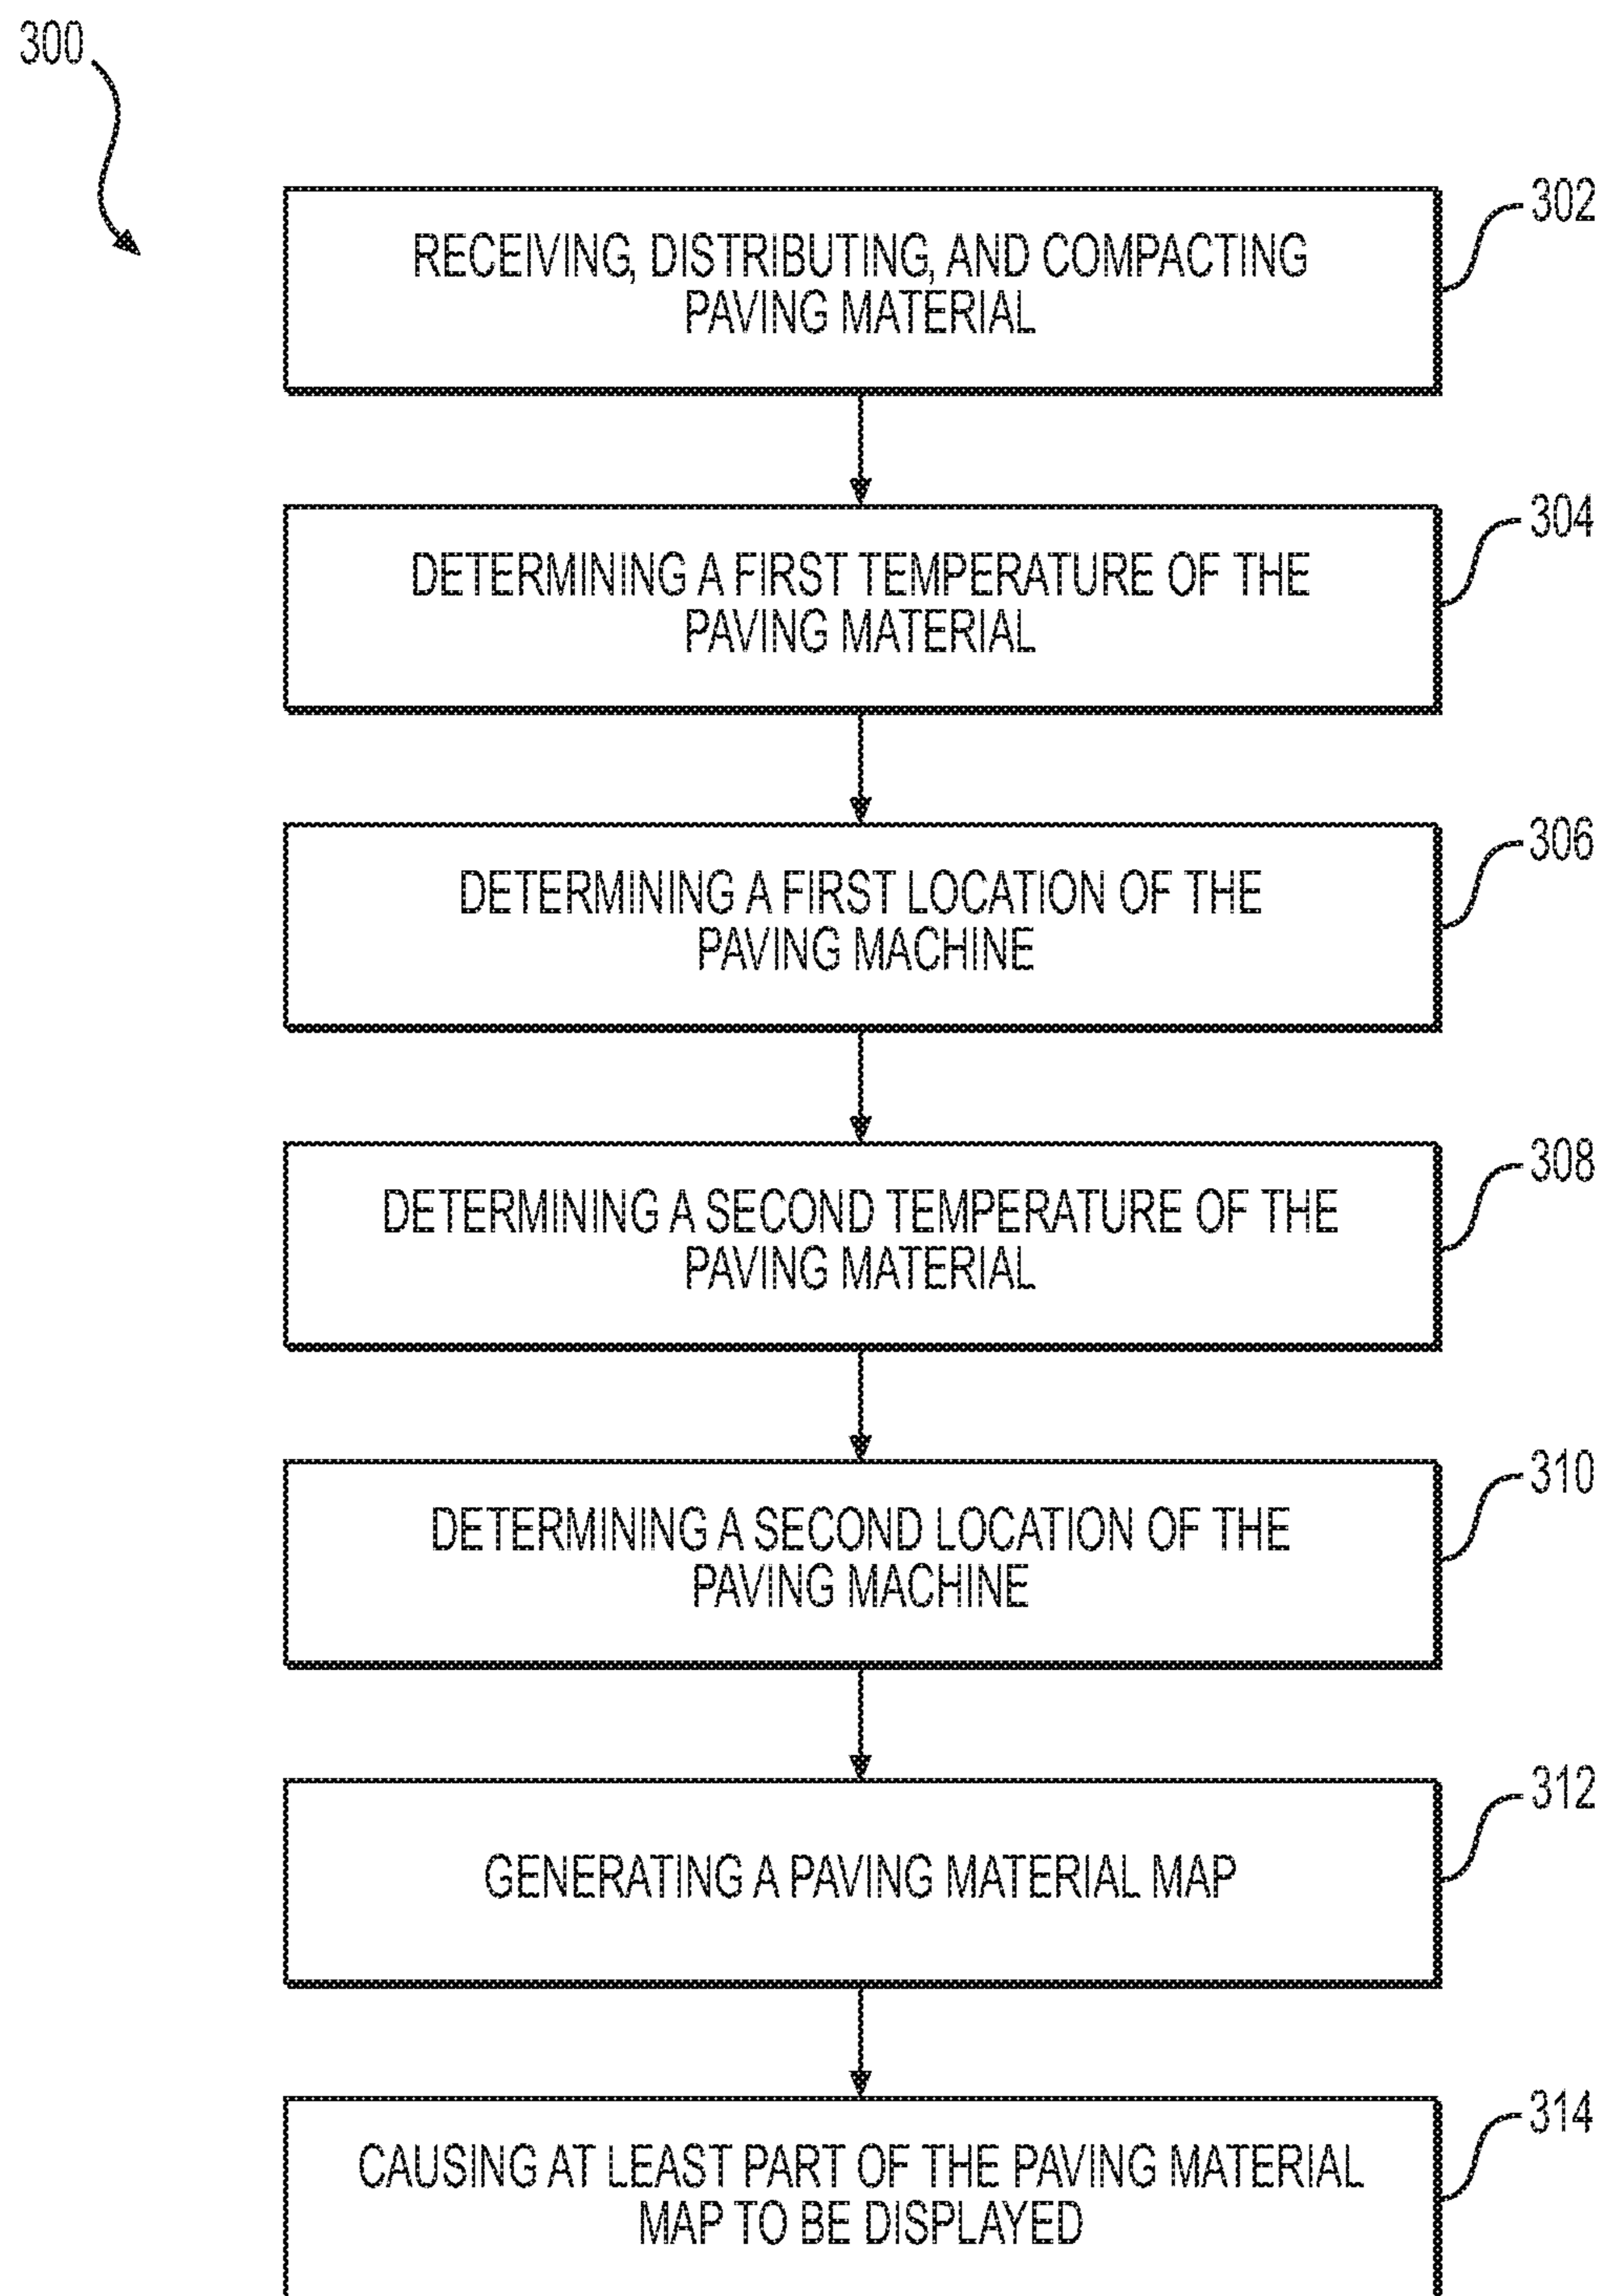 300
302
RECEIVING, DISTRIBUTING, AND COMPACTING
PAVING MATERIAL
304
DETERMINING A FIRST TEMPERATURE OF THE
PAVING MATERIAL
306
DETERMINING A FIRST LOCATION OF THE
PAVING MACHINE
308
DETERMINING A SECOND TEMPERATURE OF THE
PAVING MATERIAL
310
DETERMINING A SECOND LOCATION OF THE
PAVING MACHINE
312
GENERATING A PAVING MATERIAL MAP
314
CAUSING AT LEAST PART OF THE PAVING MATERIAL
MAP TO BE DISPLAYED